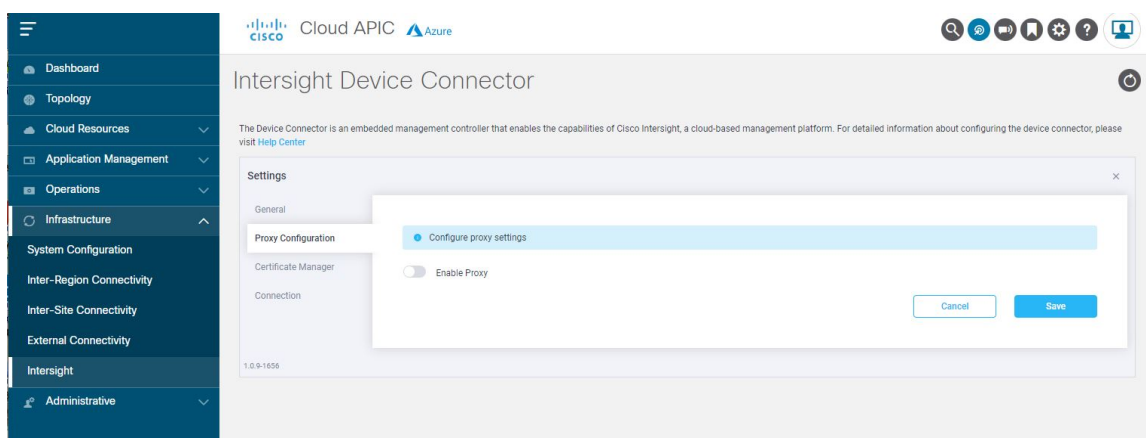 cisco
Cloud APIC
Azure
Dashboard
Topology
Cloud Resources
Application Management
Operations
Infrastructure
System Configuration
Inter-Region Connectivity
Inter-Site Connectivity
External Connectivity
Intersight
Administrative
Intersight Device Connector
The Device Connector is an embedded management controller that enables the capabilities of Cisco Intersight, a cloud-based management platform. For detailed information about configuring the device connector, please
visit Help Center
Settings
General
Proxy Configuration
Certificate Manager
Connection
Configure proxy settings
Enable Proxy
Cancel
Save
1.0.9-1656